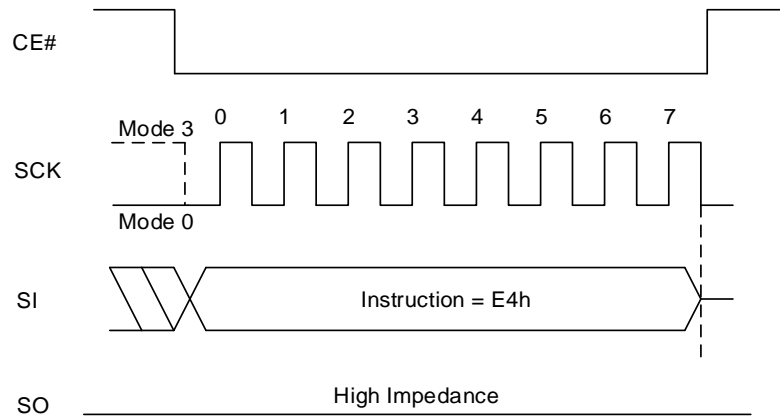 CE#
0 1 2 3 4 5 6 7
Mode 3
SCK
Mode 0
SI
Instruction = E4h
High Impedance
SO